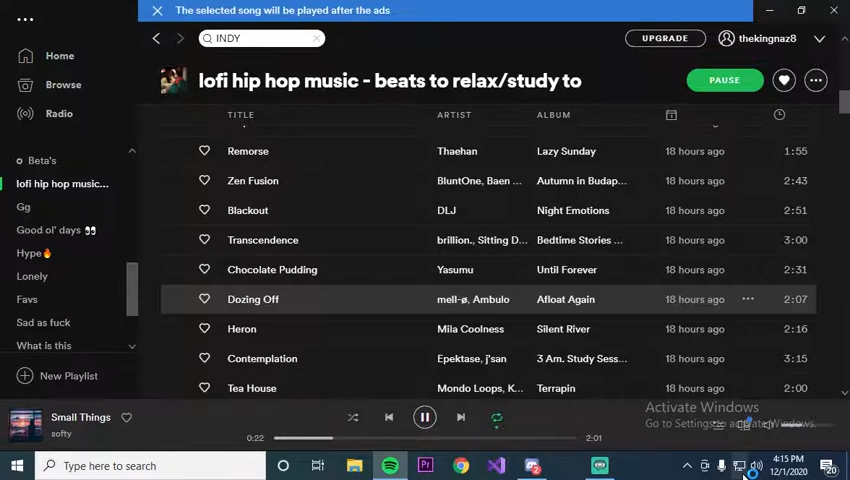 The selected song will be played after the ads
INDY
UPGRADE
thekingnaz8
Home
Browse
Radio
lofi hip hop music - beats to relax/study to
PAUSE
TITLE ARTIST ALBUM
Remorse Thaehan Lazy Sunday 18 hours ago 1:55
Zen Fusion BluntOne, Baen ... Autumn in Budap... 18 hours ago 2:43
Blackout DLJ Night Emotions 18 hours ago 2:51
Transcendence brillion., Sitting D... Bedtime Stories ... 18 hours ago 3:00
Chocolate Pudding Yasumu Until Forever 18 hours ago 2:31
Dozing Off mell-ø, Ambulo Afloat Again 18 hours ago 2:07
Heron Mila Coolness Silent River 18 hours ago 2:16
Contemplation Epektase, j'san 3 Am. Study Sess... 18 hours ago 3:15
Tea House Mondo Loops, K... Terrapin 18 hours ago 2:00
Beta's
lofi hip hop music...
Gg
Good ol' days 👀
Hype🔥
Lonely
Favs
Sad as fuck
What is this
New Playlist
Small Things
softy
0:22
2:01
Activate Windows
Go to Settings to activate Windows.
Type here to search
Pr
4:15 PM
12/1/2020
20